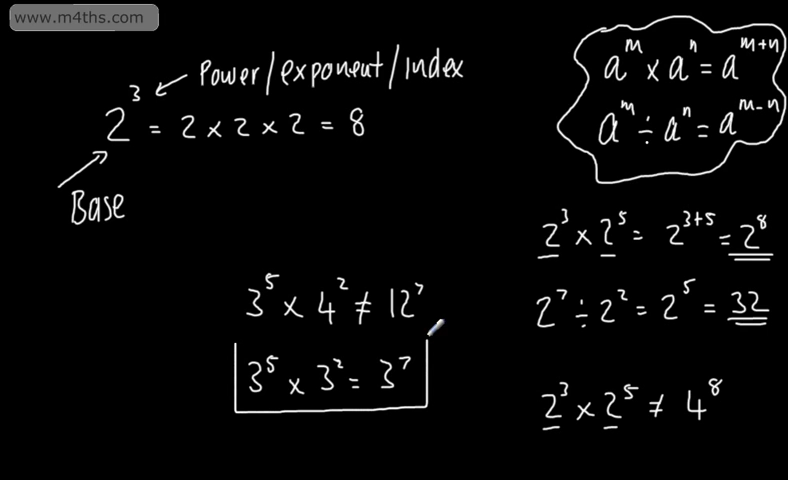 www.m4ths.com
Power/exponent/index
2³ = 2 × 2 × 2 = 8
Base
aᵐ × aⁿ = aᵐ⁺ⁿ
aᵐ ÷ aⁿ = aᵐ⁻ⁿ
2³ × 2⁵ = 2³⁺⁵ = 2⁸
2⁷ ÷ 2² = 2⁵ = 32
2³ × 2⁵ ≠ 4⁸
3⁵ × 4² ≠ 12⁷
3⁵ × 3² = 3⁷